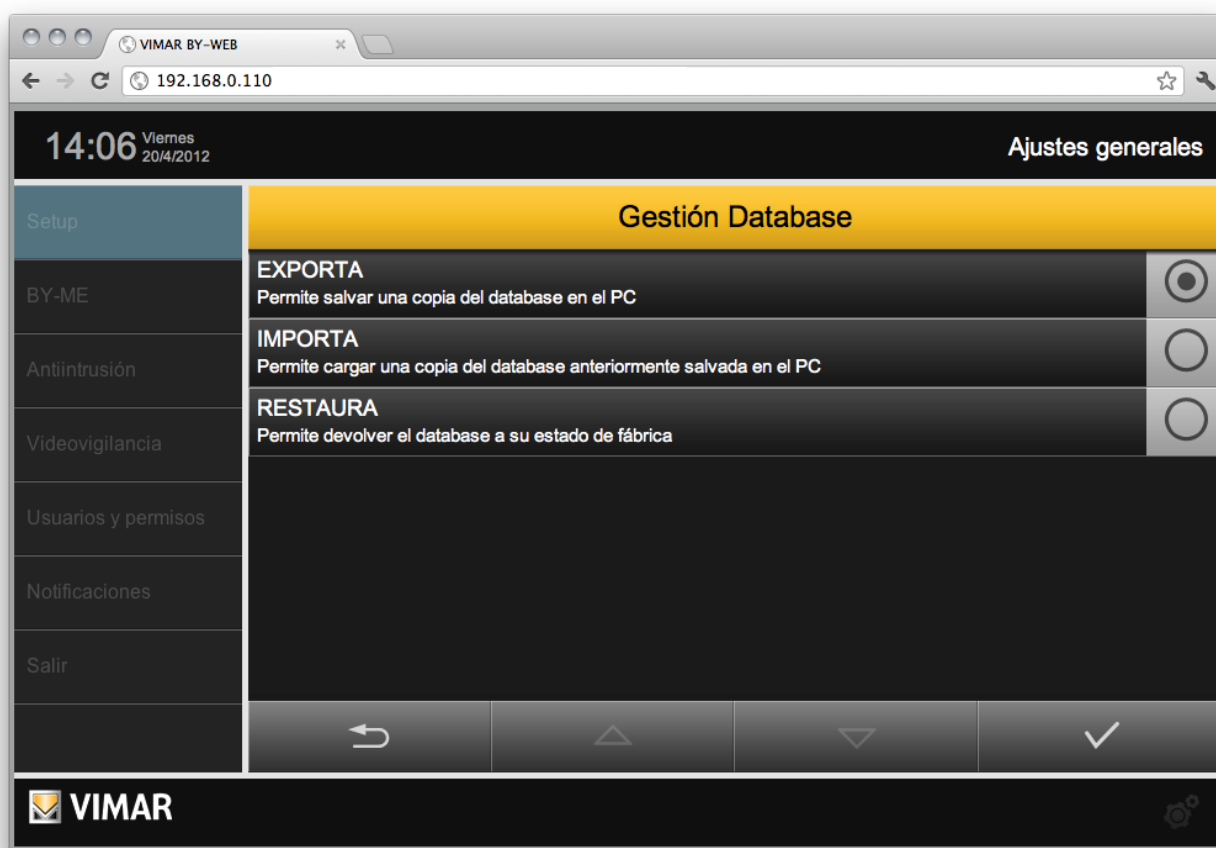 VIMAR BY-WEB
192.168.0.110
14:06 Viernes
20/4/2012
Ajustes generales
Setup
BY-ME
Antiintrusión
Videovigilancia
Usuarios y permisos
Notificaciones
Salir
Gestión Database
EXPORTA
Permite salvar una copia del database en el PC
IMPORTA
Permite cargar una copia del database anteriormente salvada en el PC
RESTAURA
Permite devolver el database a su estado de fábrica
VIMAR